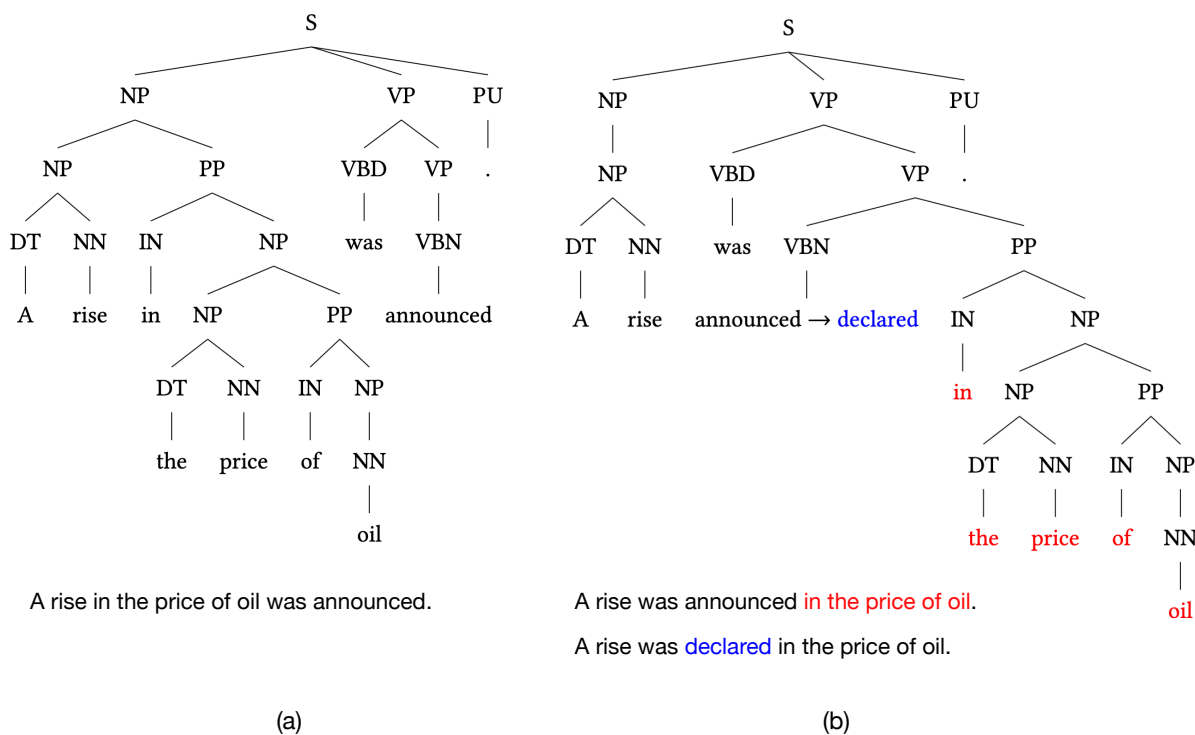 S S
NP VP PU NP VP PU
NP PP VBD VP . NP VBD VP .
DT NN IN NP was VBN DT NN was VBN PP
A rise in NP PP announced A rise announced → declared IN NP
DT NN IN NP in NP PP
the price of NN DT NN IN NP
oil the price of NN
A rise in the price of oil was announced. A rise was announced in the price of oil. oil
A rise was declared in the price of oil.
(a) (b)